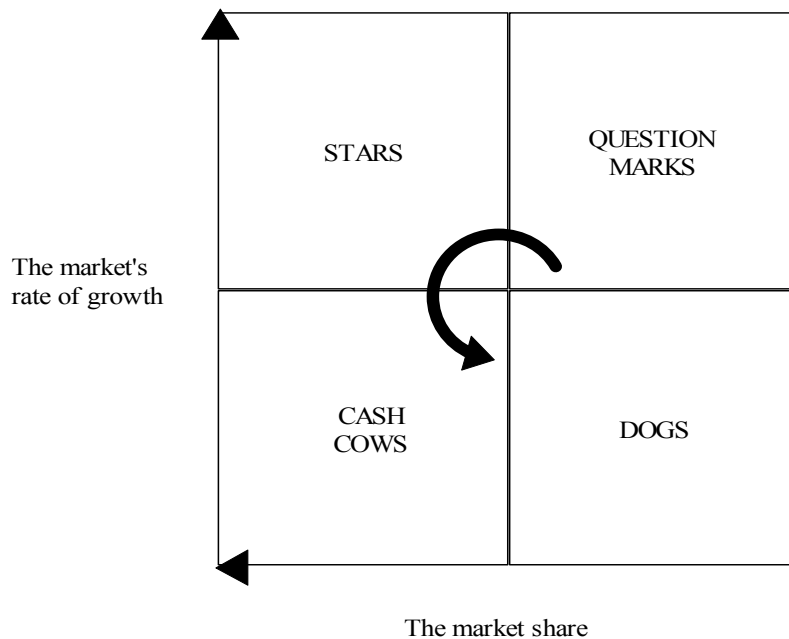 STARS
QUESTION
MARKS
The market's
rate of growth
CASH
COWS
DOGS
The market share